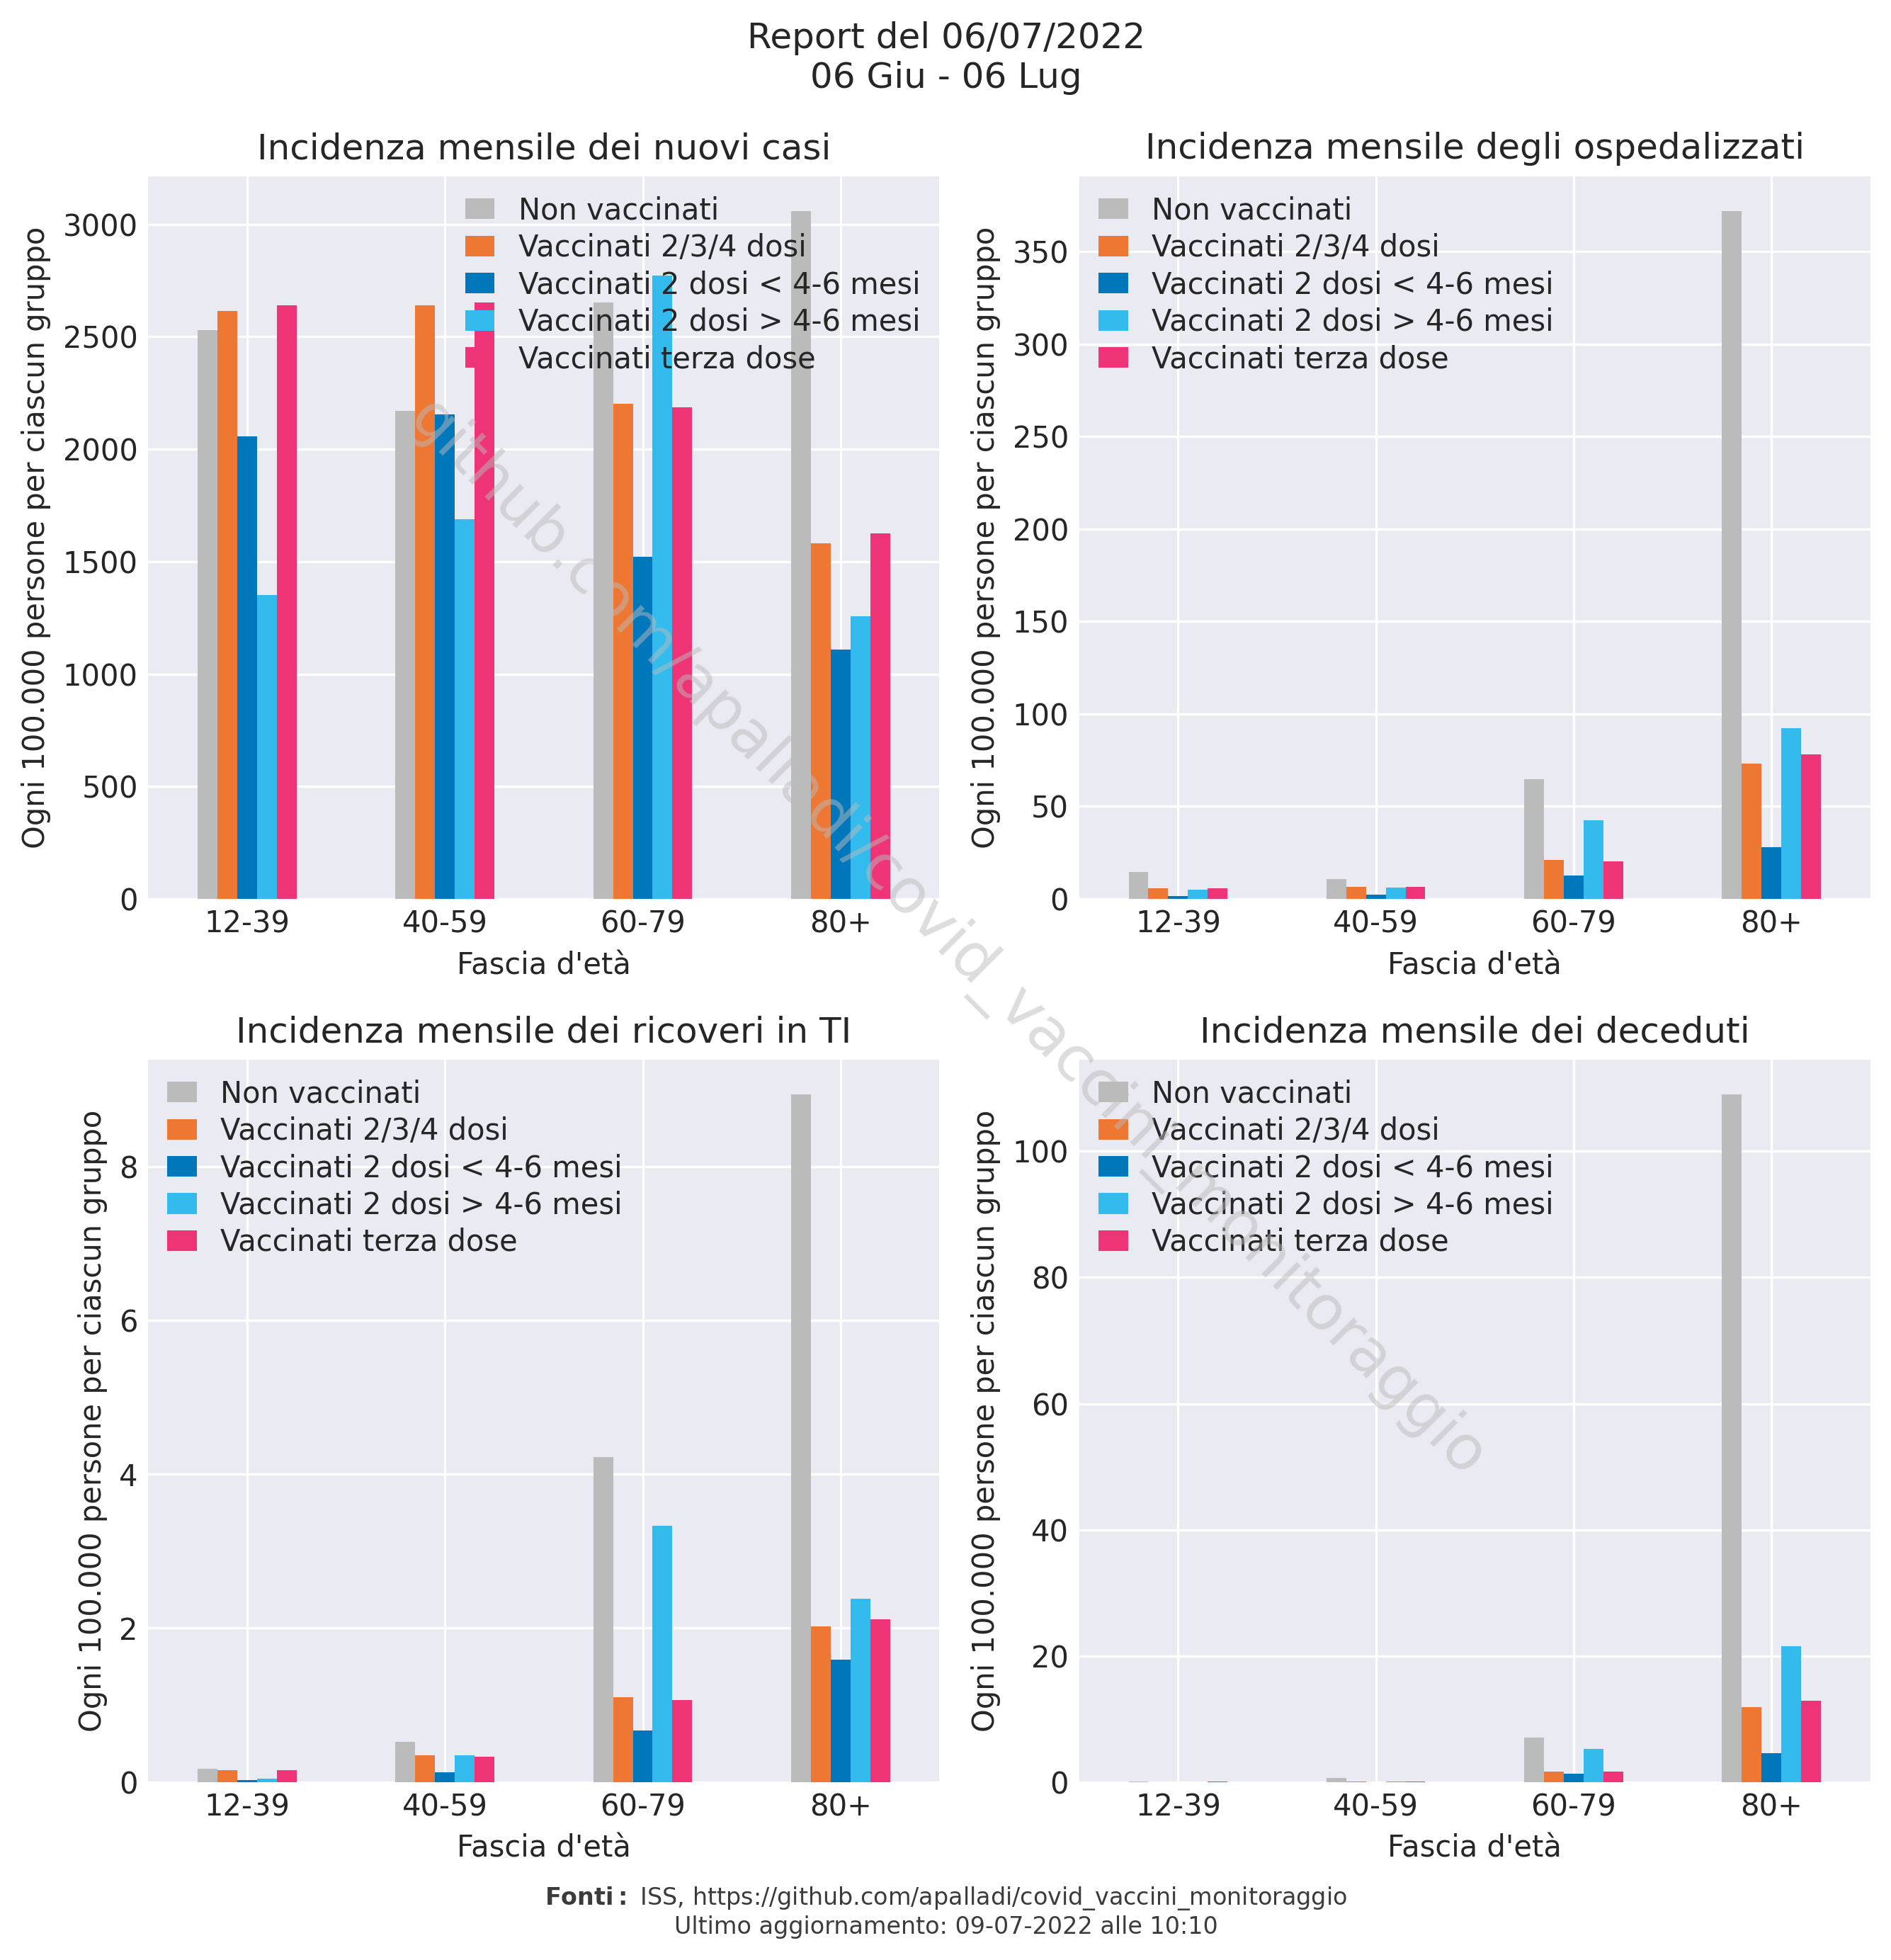 Report del 06/07/2022
06 Giu - 06 Lug
Incidenza mensile dei nuovi casi
Ogni 100.000 persone per ciascun gruppo
3000
2500
2000
1500
1000
500
0
Non vaccinati
Vaccinati 2/3/4 dosi
Vaccinati 2 dosi < 4-6 mesi
Vaccinati 2 dosi > 4-6 mesi
Vaccinati terza dose
12-39
40-59
60-79
80+
Fascia d'età
Incidenza mensile degli ospedalizzati
Ogni 100.000 persone per ciascun gruppo
350
300
250
200
150
100
50
0
Non vaccinati
Vaccinati 2/3/4 dosi
Vaccinati 2 dosi < 4-6 mesi
Vaccinati 2 dosi > 4-6 mesi
Vaccinati terza dose
12-39
40-59
60-79
80+
Fascia d'età
Incidenza mensile dei ricoveri in TI
Ogni 100.000 persone per ciascun gruppo
8
6
4
2
0
Non vaccinati
Vaccinati 2/3/4 dosi
Vaccinati 2 dosi < 4-6 mesi
Vaccinati 2 dosi > 4-6 mesi
Vaccinati terza dose
12-39
40-59
60-79
80+
Fascia d'età
Incidenza mensile dei deceduti
Ogni 100.000 persone per ciascun gruppo
100
80
60
40
20
0
Non vaccinati
Vaccinati 2/3/4 dosi
Vaccinati 2 dosi < 4-6 mesi
Vaccinati 2 dosi > 4-6 mesi
Vaccinati terza dose
12-39
40-59
60-79
80+
Fascia d'età
github.com/apalladi/covid_vaccini_monitoraggio
Fonti: ISS, https://github.com/apalladi/covid_vaccini_monitoraggio
Ultimo aggiornamento: 09-07-2022 alle 10:10